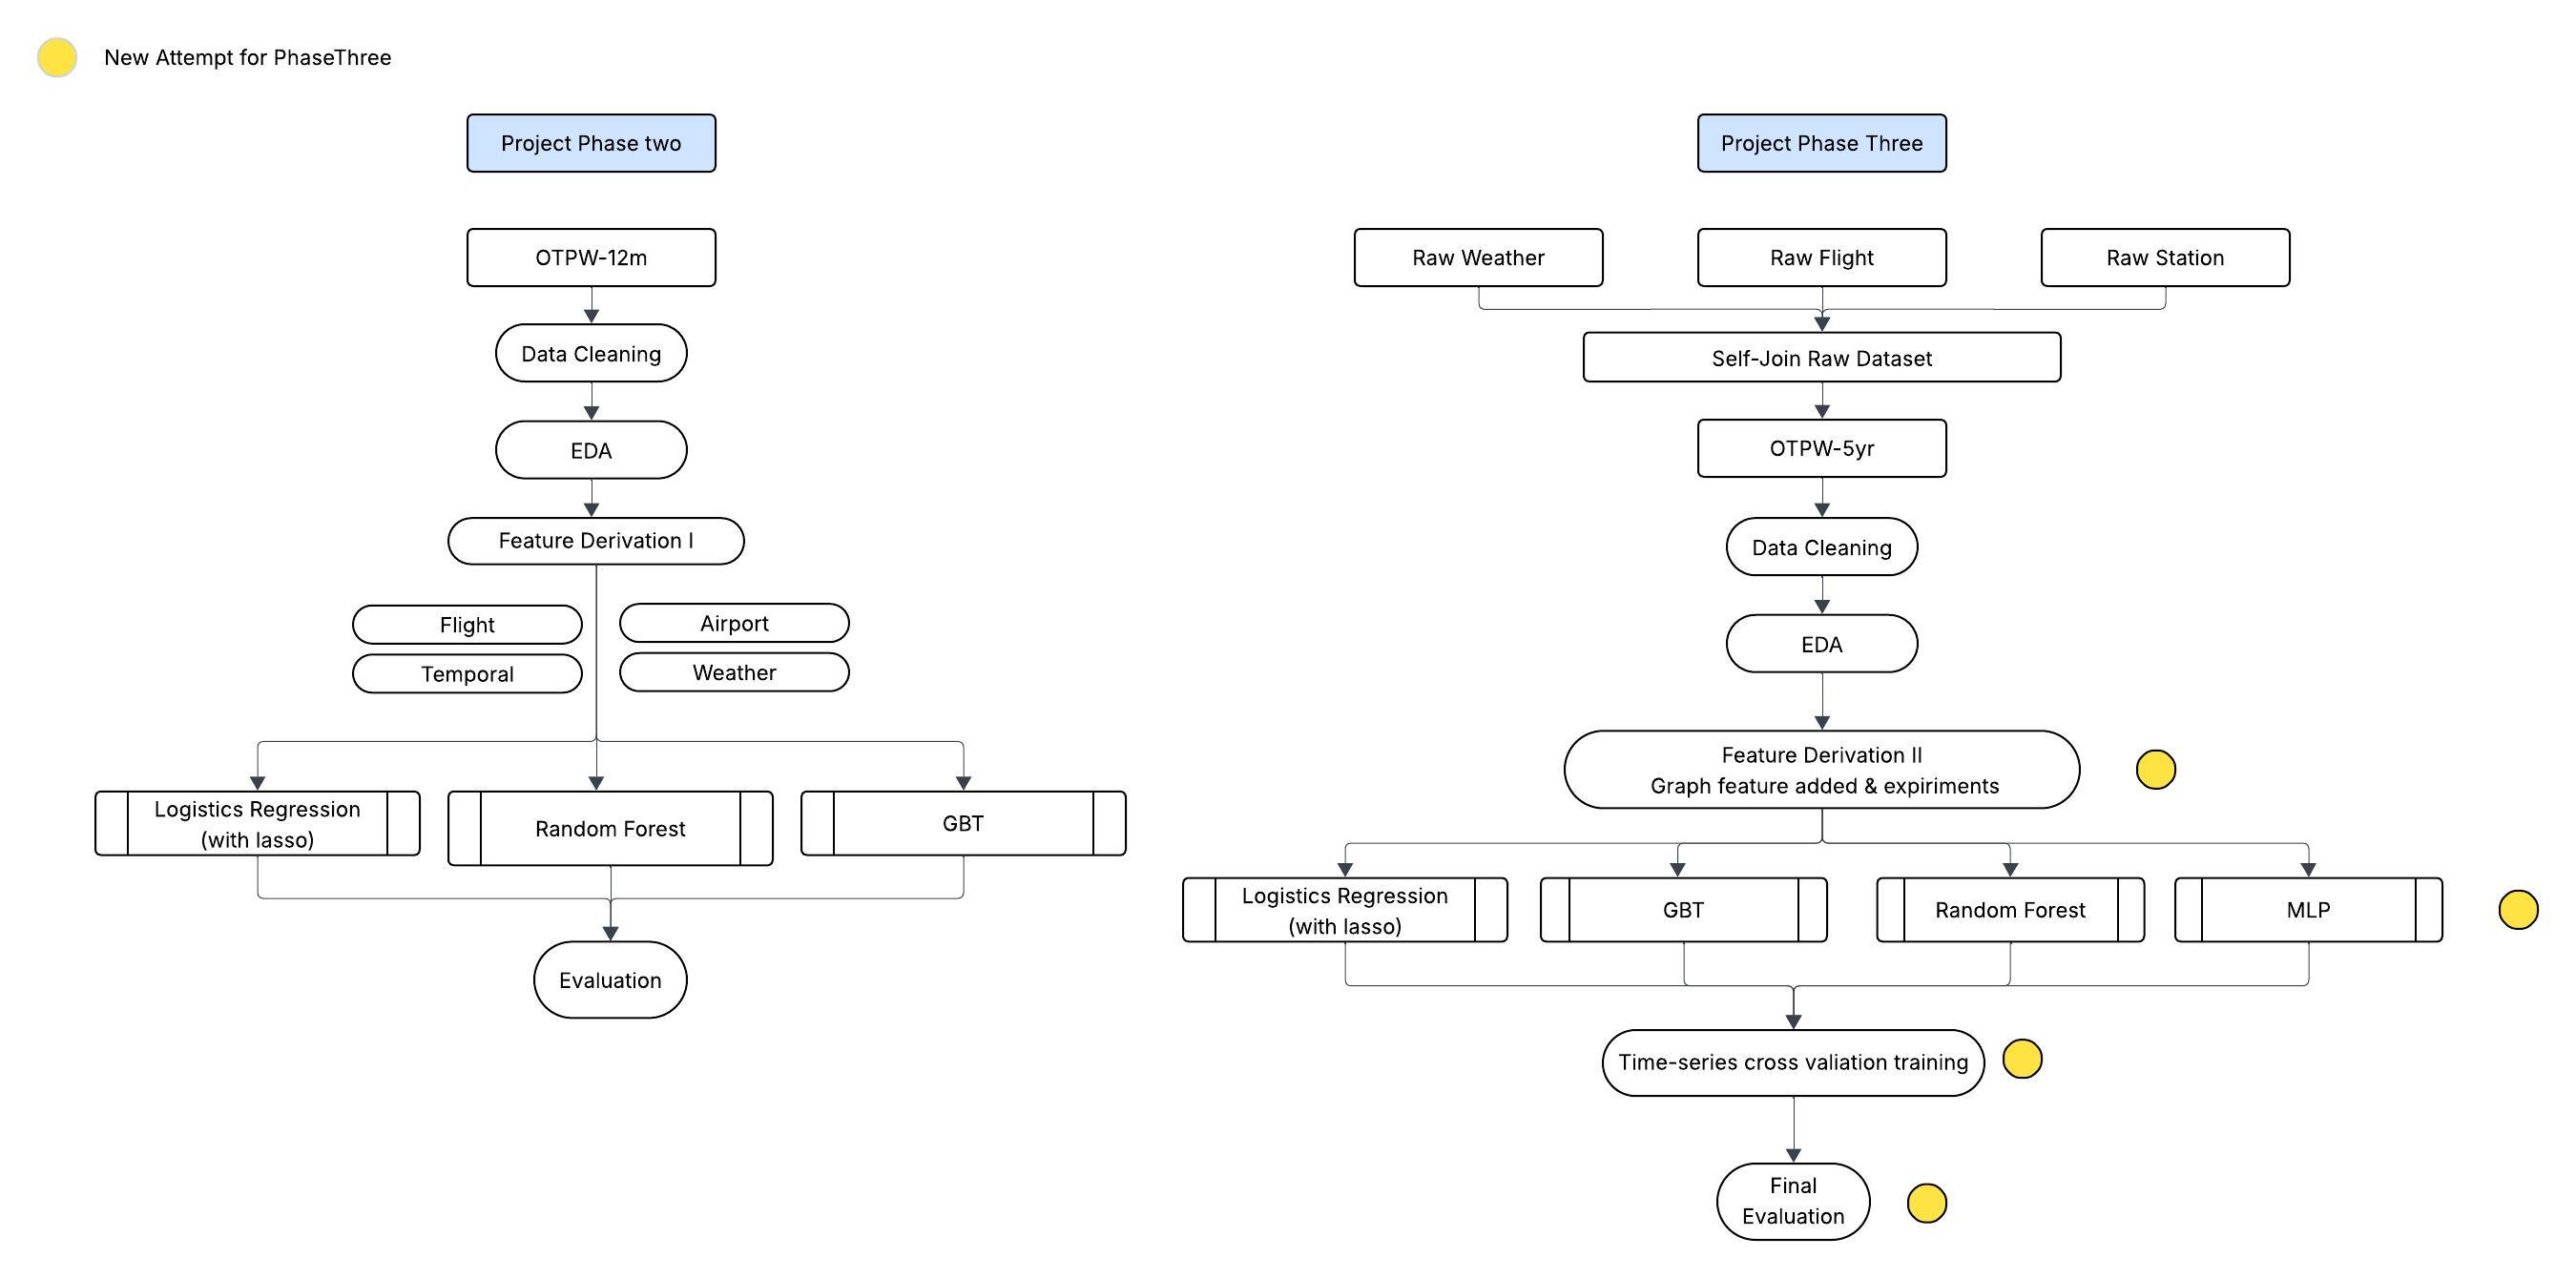 New Attempt for PhaseThree
Project Phase two
OTPW-12m
Data Cleaning
EDA
Feature Derivation I
Flight
Airport
Temporal
Weather
Logistics Regression
(with lasso)
Random Forest
GBT
Evaluation
Project Phase Three
Raw Weather
Raw Flight
Raw Station
Self-Join Raw Dataset
OTPW-5yr
Data Cleaning
EDA
Feature Derivation II
Graph feature added & expiriments
Logistics Regression
(with lasso)
GBT
Random Forest
MLP
Time-series cross valiation training
Final
Evaluation